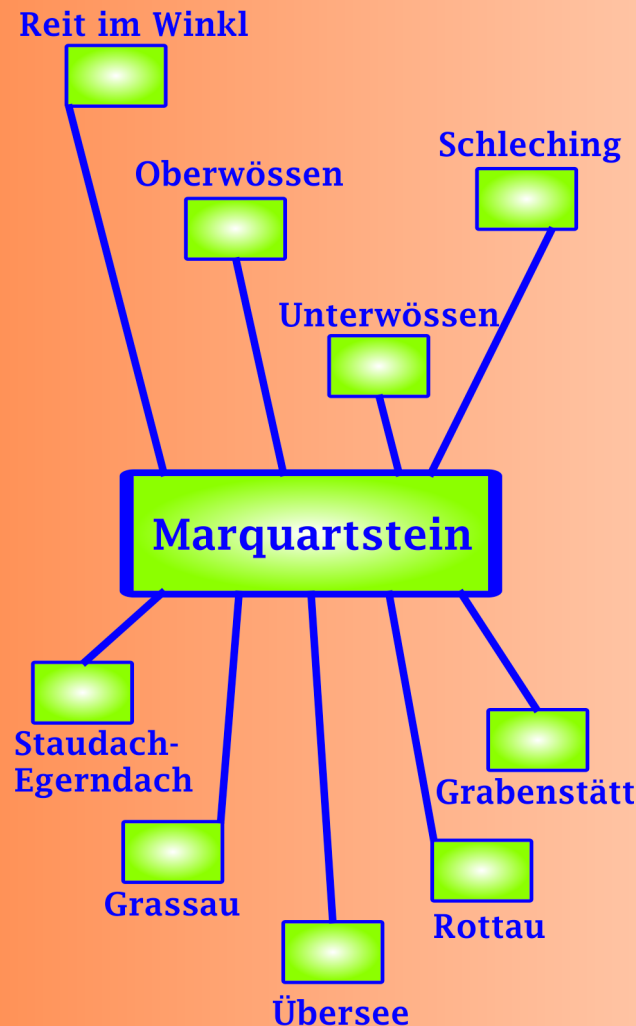 Reit im Winkl
Schleching
Oberwössen
Unterwössen
Marquartstein
Staudach-
Egerndach
Grabenstätt
Grassau
Rottau
Übersee